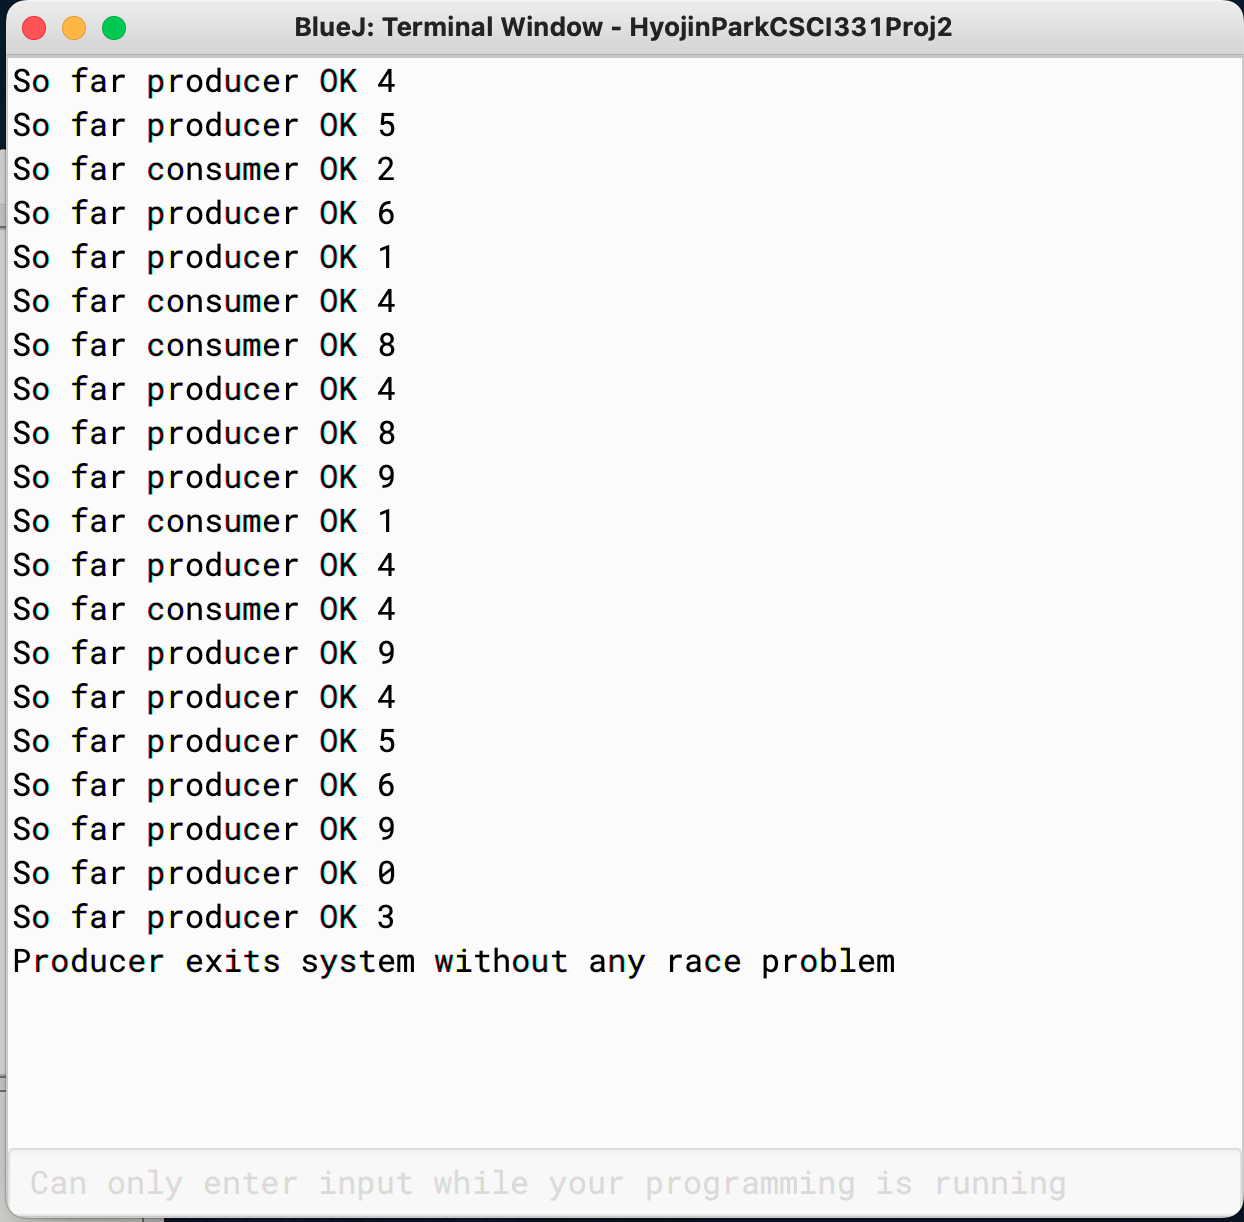 BlueJ: Terminal Window - HyojinParkCSCI331Proj2
So far producer OK 4
So far producer OK 5
So far consumer OK 2
So far producer OK 6
So far producer OK 1
So far consumer OK 4
So far consumer OK 8
So far producer OK 4
So far producer OK 8
So far producer OK 9
So far consumer OK 1
So far producer OK 4
So far consumer OK 4
So far producer OK 9
So far producer OK 4
So far producer OK 5
So far producer OK 6
So far producer OK 9
So far producer OK 0
So far producer OK 3
Producer exits system without any race problem
Can only enter input while your programming is running